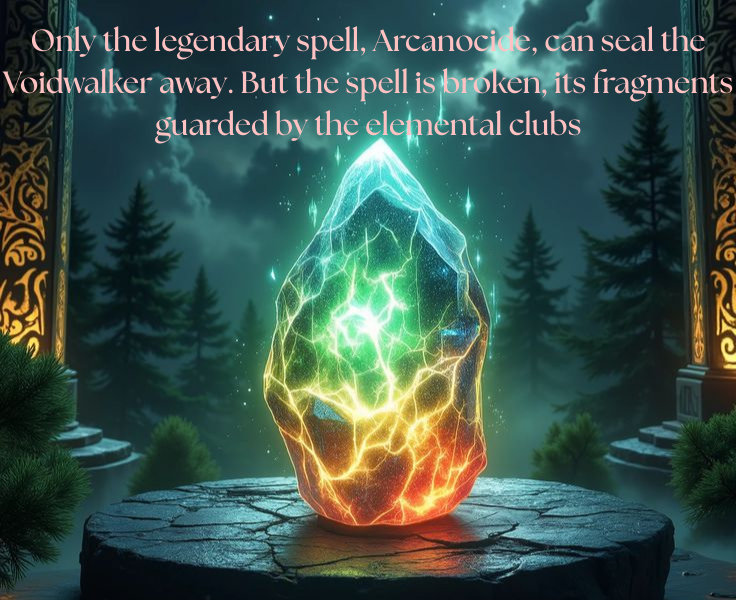 Only the legendary spell, Arcanocide, can seal the
Voidwalker away. But the spell is broken, its fragments
guarded by the elemental clubs